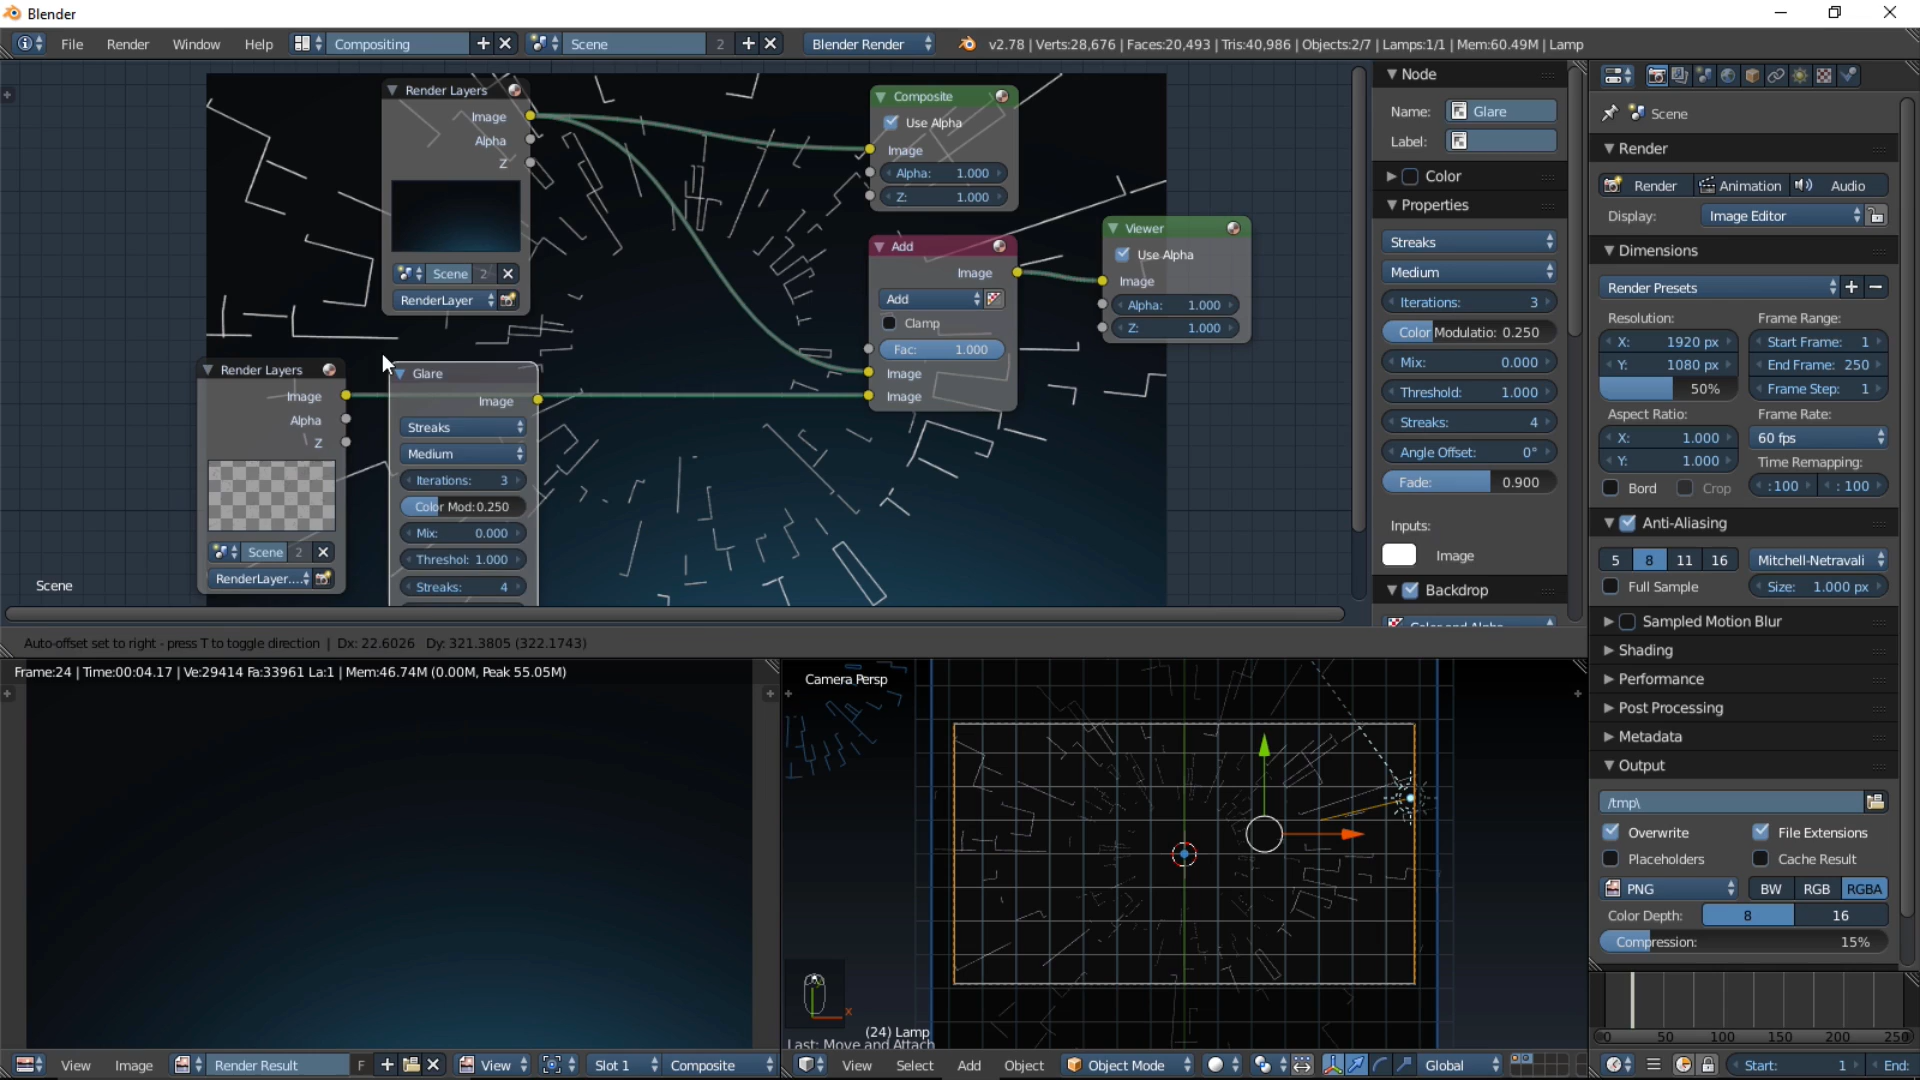 Blender
File Render Window Help Compositing Scene 2 Blender Render v2.78 | Verts:28,676 | Faces:20,493 | Tris:40,986 | Objects:2/7 | Lamps:1/1 | Mem:60.49M | Lamp
Render Layers
Image
Alpha
Z
Scene 2
RenderLayer
Composite
Use Alpha
Image
Alpha: 1.000
Z: 1.000
Add
Image
Add
Clamp
Fac: 1.000
Image
Image
Viewer
Use Alpha
Image
Alpha: 1.000
Z: 1.000
Render Layers
Image
Alpha
Z
Scene 2
RenderLayer....
Glare
Image
Streaks
Medium
Iterations: 3
Color Mod:0.250
Mix: 0.000
Threshol: 1.000
Streaks: 4
Scene
Node
Name: Glare
Label:
Color
Properties
Streaks
Medium
Iterations: 3
Color Modulatio: 0.250
Mix: 0.000
Threshold: 1.000
Streaks: 4
Angle Offset: 0°
Fade: 0.900
Inputs:
Image
Backdrop
Color and Alpha
Scene
Render
Render Animation Audio
Display: Image Editor
Dimensions
Render Presets
Resolution: Frame Range:
X: 1920 px Start Frame: 1
Y: 1080 px End Frame: 250
50% Frame Step: 1
Aspect Ratio: Frame Rate:
X: 1.000 60 fps
Y: 1.000 Time Remapping:
Bord Crop :100 : 100
Anti-Aliasing
5 8 11 16 Mitchell-Netravali
Full Sample Size: 1.000 px
Sampled Motion Blur
Shading
Performance
Post Processing
Metadata
Output
/tmp\
Overwrite File Extensions
Placeholders Cache Result
PNG BW RGB RGBA
Color Depth: 8 16
Compression: 15%
0 50 100 150 200 250
Start: 1 End:
Auto-offset set to right - press T to toggle direction | Dx: 22.6026 Dy: 321.3805 (322.1743)
Frame:24 | Time:00:04.17 | Ve:29414 Fa:33961 La:1 | Mem:46.74M (0.00M, Peak 55.05M)
View Image Render Result F View Slot 1 Composite
Camera Persp
x
(24) Lamp
Last: Move and Attach
View Select Add Object Object Mode Global